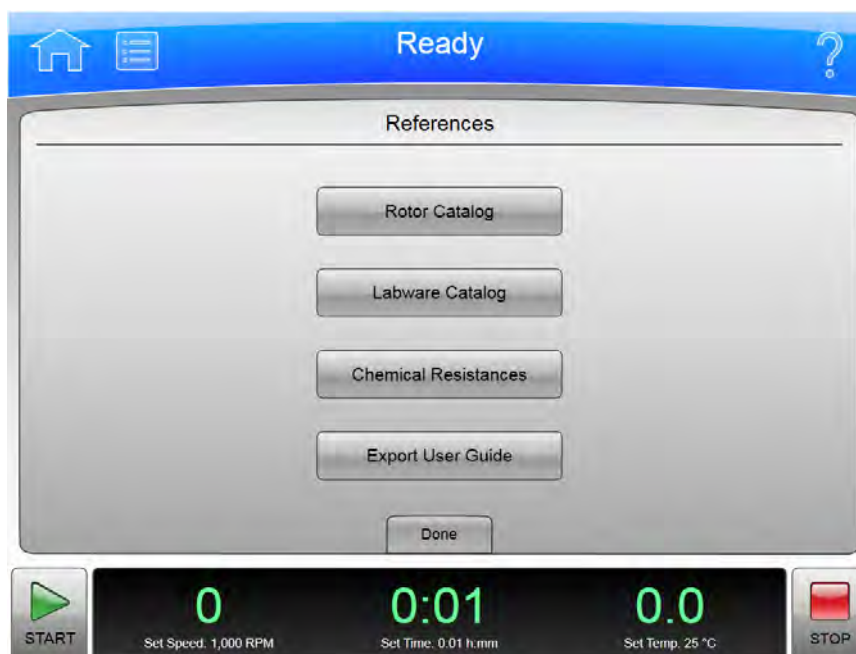 Ready
References
Rotor Catalog
Labware Catalog
Chemical Resistances
Export User Guide
Done
START
0
Set Speed. 1,000 RPM
0:01
Set Time. 0.01 h:mm
0.0
Set Temp. 25 °C
STOP